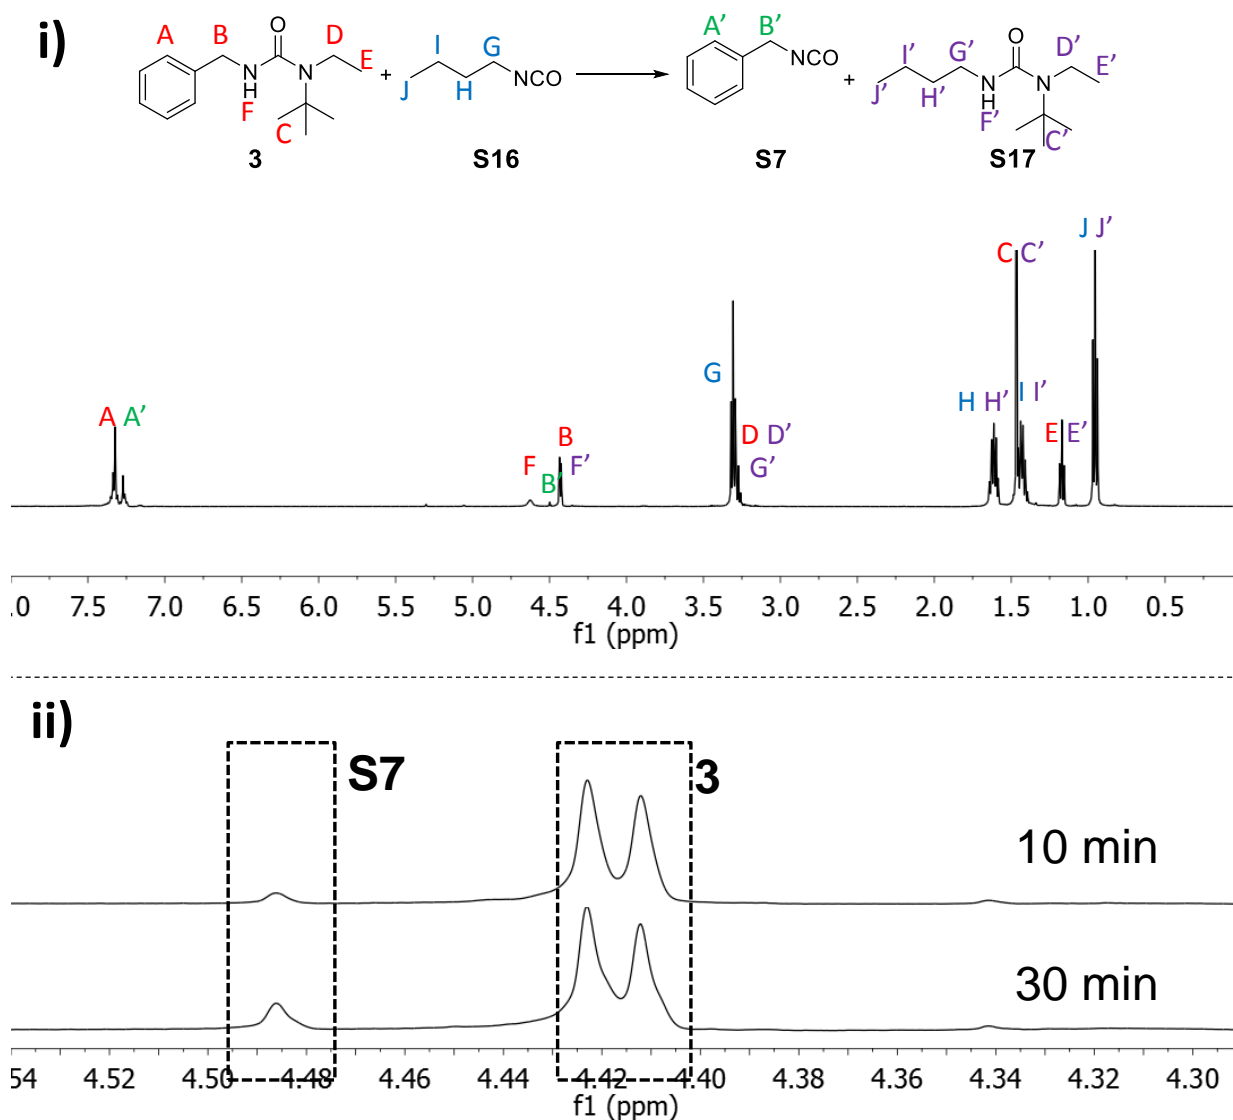 i)
A B O D E
N H N
F C
3
+
J I H G
NCO
S16
A' B'
NCO
S7
+
J' I' H' G' O D' E'
N H N
F' C'
S17
J J'
C C'
G
H H' I I'
A A' B D D' E E'
F F' G'
B'
.0 7.5 7.0 6.5 6.0 5.5 5.0 4.5 4.0 3.5 3.0 2.5 2.0 1.5 1.0 0.5
f1 (ppm)
ii)
S7 3
10 min
30 min
54 4.50 4.48 4.46 4.44 4.42 4.40 4.38 4.36 4.34 4.32 4.30
f1 (ppm)